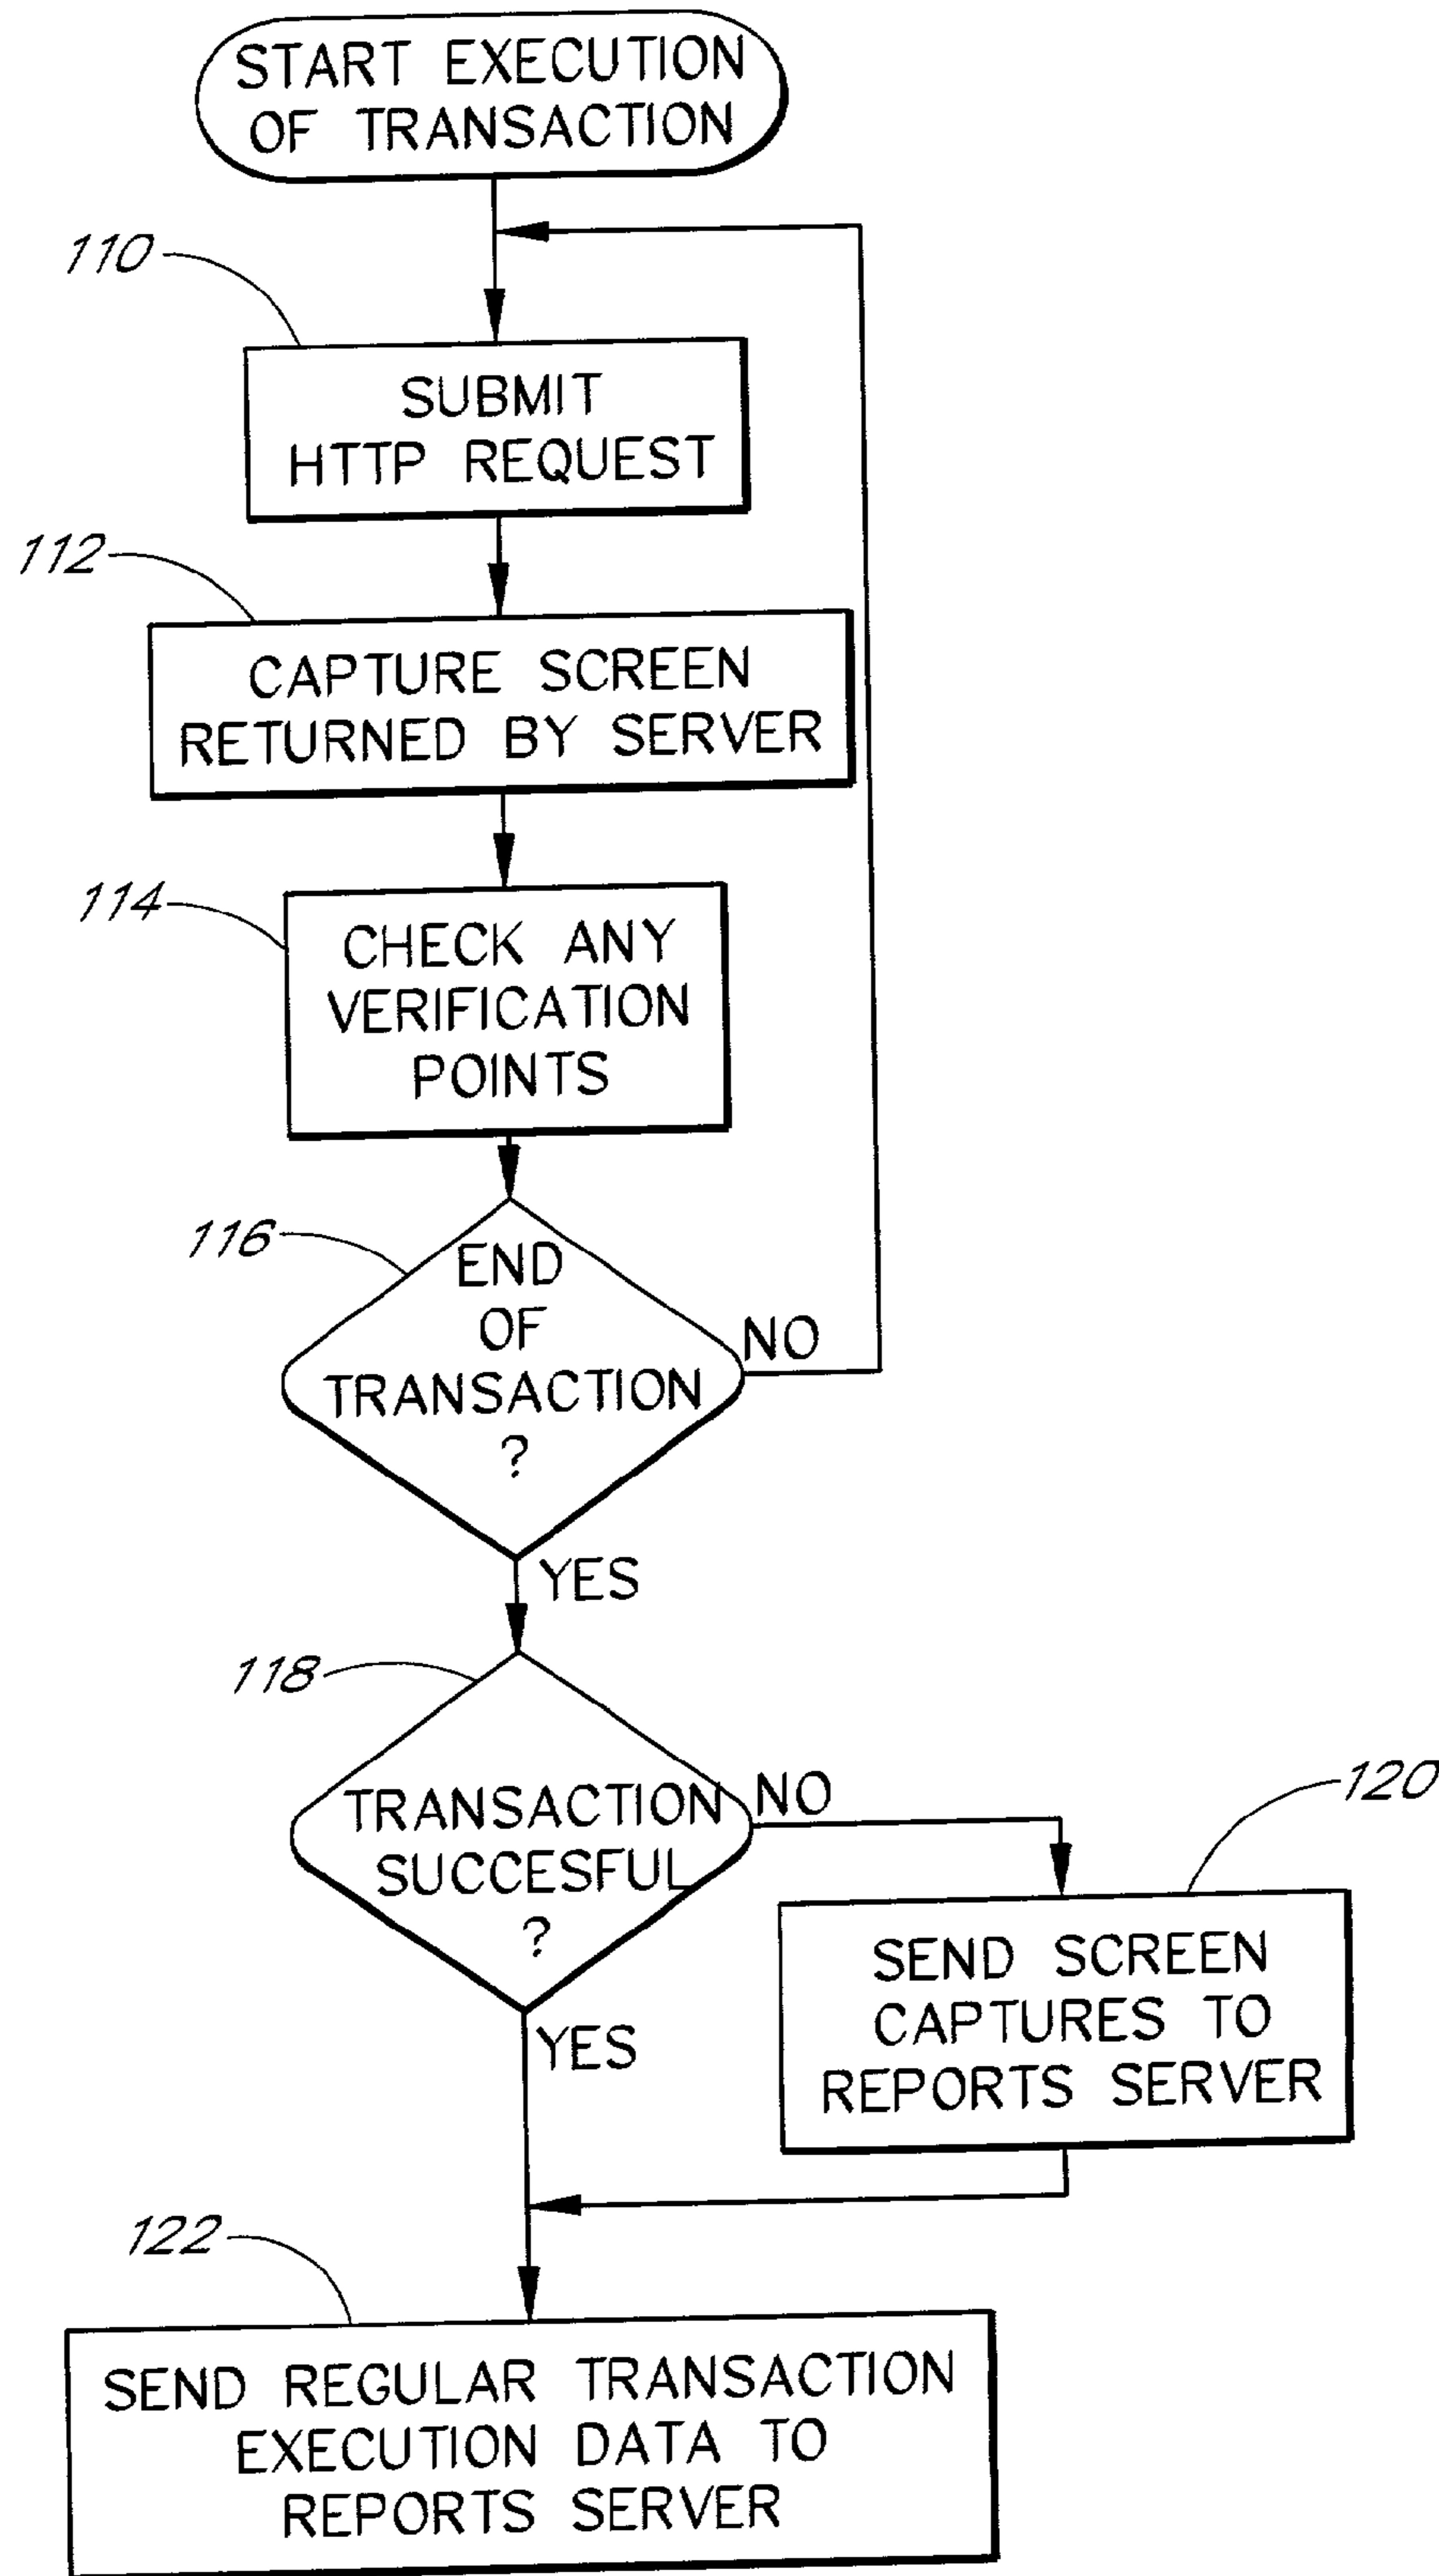 START EXECUTION
OF TRANSACTION
110
SUBMIT
HTTP REQUEST
112
CAPTURE SCREEN
RETURNED BY SERVER
114
CHECK ANY
VERIFICATION
POINTS
116
END
OF
TRANSACTION
?
NO
YES
118
TRANSACTION
SUCCESFUL
?
NO
YES
120
SEND SCREEN
CAPTURES TO
REPORTS SERVER
122
SEND REGULAR TRANSACTION
EXECUTION DATA TO
REPORTS SERVER